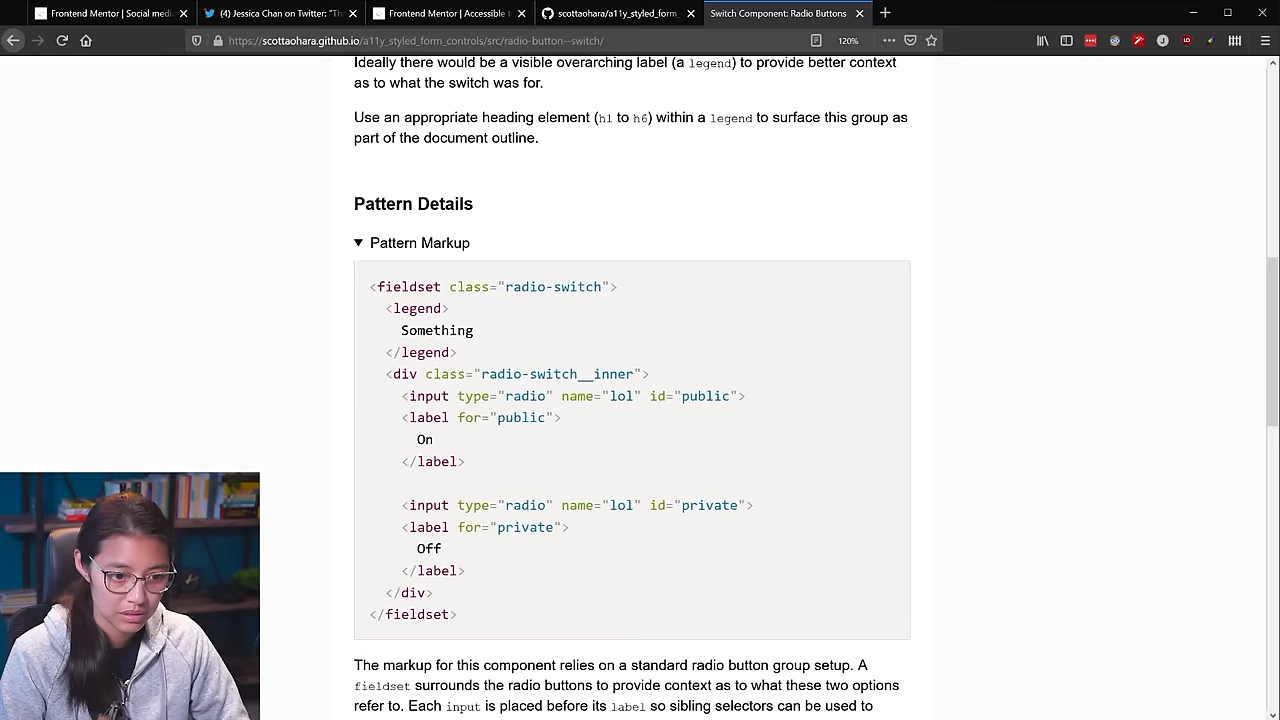 Frontend Mentor | Social medi
(4) Jessica Chan on Twitter: "Th
Frontend Mentor | Accessible t
scottaohara/a11y_styled_form_
Switch Component: Radio Buttons
https://scottaohara.github.io/a11y_styled_form_controls/src/radio-button--switch/
120%
Ideally there would be a visible overarching label (a legend) to provide better context
as to what the switch was for.
Use an appropriate heading element (h1 to h6) within a legend to surface this group as
part of the document outline.
Pattern Details
Pattern Markup
<fieldset class="radio-switch">
<legend>
Something
</legend>
<div class="radio-switch__inner">
<input type="radio" name="lol" id="public">
<label for="public">
On
</label>
<input type="radio" name="lol" id="private">
<label for="private">
Off
</label>
</div>
</fieldset>
The markup for this component relies on a standard radio button group setup. A
fieldset surrounds the radio buttons to provide context as to what these two options
refer to. Each input is placed before its label so sibling selectors can be used to